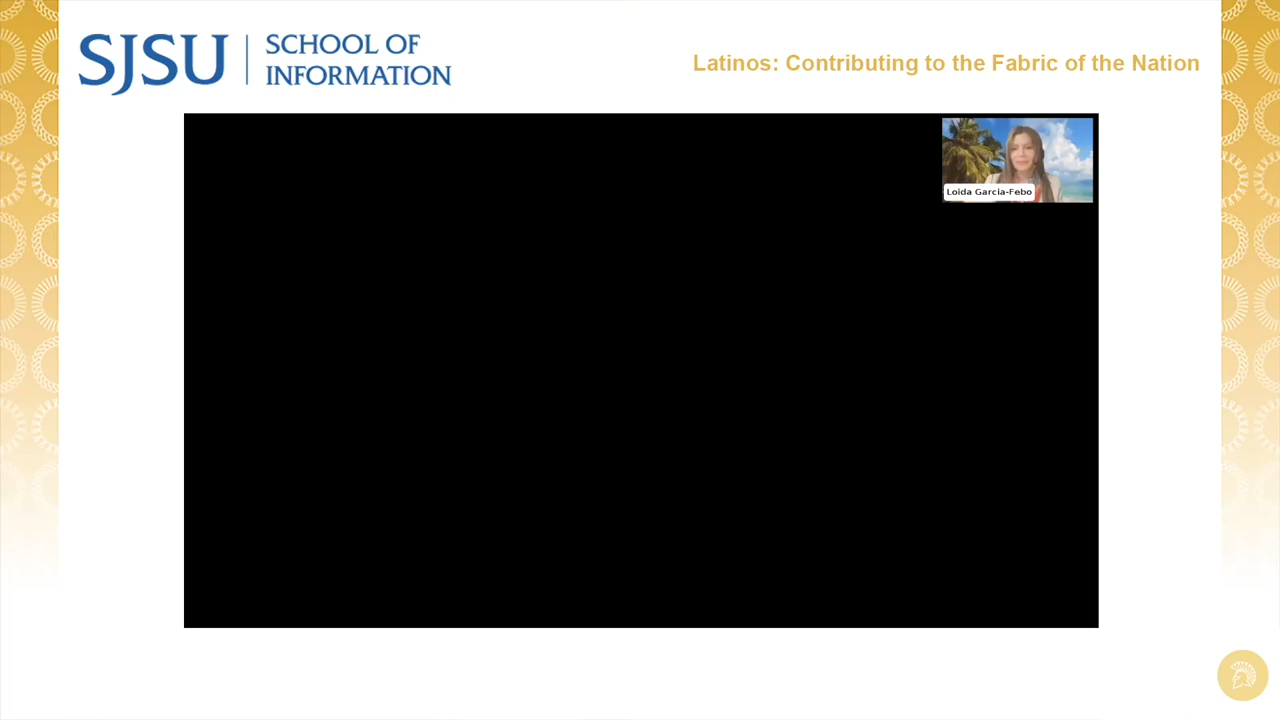 SJSU
SCHOOL OF
INFORMATION
Latinos: Contributing to the Fabric of the Nation
Loida Garcia-Febo